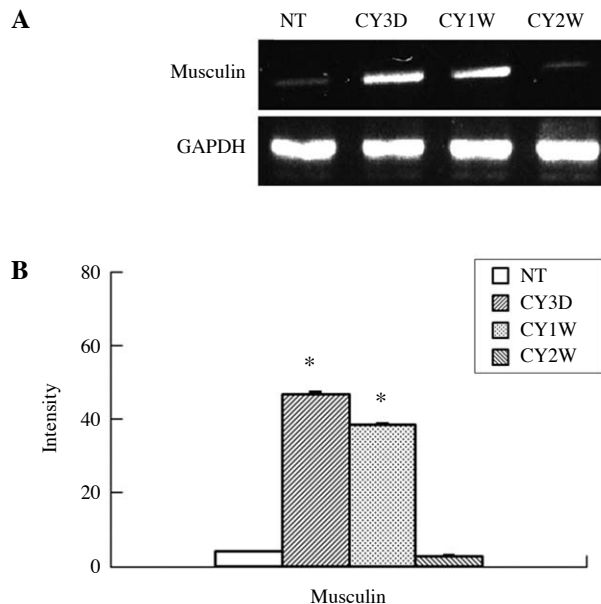 A
NT CY3D CY1W CY2W
Musculin
GAPDH
B
80
60
40
20
0
Intensity
* *
Musculin
NT
CY3D
CY1W
CY2W